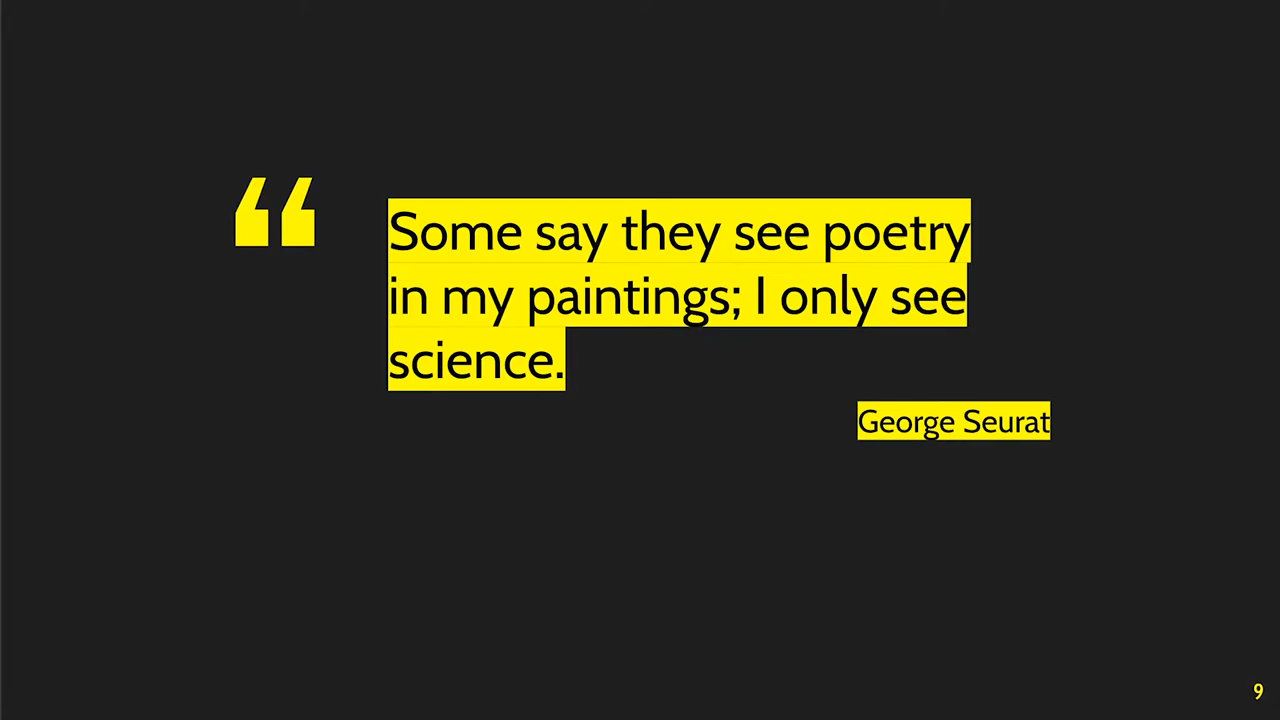 “
Some say they see poetry
in my paintings; I only see
science.
George Seurat
9